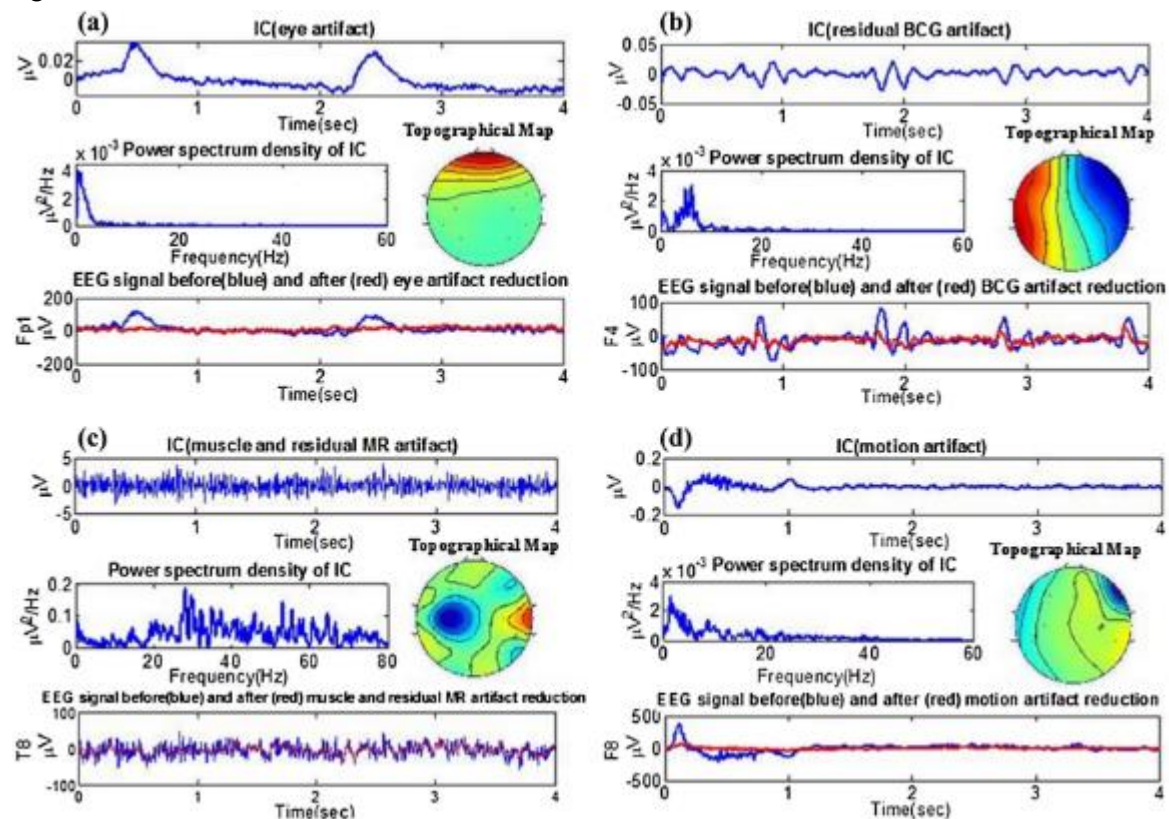 (a)
IC(eye artifact)
0.02
0
μV
0 1 2 3 4
Time(sec)
Topographical Map
x 10-3 Power spectrum density of IC
4
2
0
μV2/Hz
0 20 40 60
Frequency(Hz)
EEG signal before(blue) and after (red) eye artifact reduction
200
0
-200
Fp1
μV
0 1 2 3 4
Time(sec)
(b)
IC(residual BCG artifact)
0.05
0
-0.05
μV
0 1 2 3 4
Time(sec)
Topographical Map
x 10-3 Power spectrum density of IC
4
2
0
μV2/Hz
0 20 40 60
Frequency(Hz)
EEG signal before(blue) and after (red) BCG artifact reduction
100
0
-100
F4
μV
0 1 2 3 4
Time(sec)
(c)
IC(muscle and residual MR artifact)
5
0
-5
μV
0 1 2 3 4
Time(sec)
Topographical Map
Power spectrum density of IC
0.2
0.1
0
μV2/Hz
0 20 40 60 80
Frequency(Hz)
EEG signal before(blue) and after (red) muscle and residual MR artifact reduction
100
0
-100
T8
μV
0 1 2 3 4
Time(sec)
(d)
IC(motion artifact)
0.2
0
-0.2
μV
0 1 2 3 4
Time(sec)
Topographical Map
x 10-3 Power spectrum density of IC
4
2
0
μV2/Hz
0 20 40 60
Frequency(Hz)
EEG signal before(blue) and after (red) motion artifact reduction
500
0
-500
F8
μV
0 1 2 3 4
Time(sec)